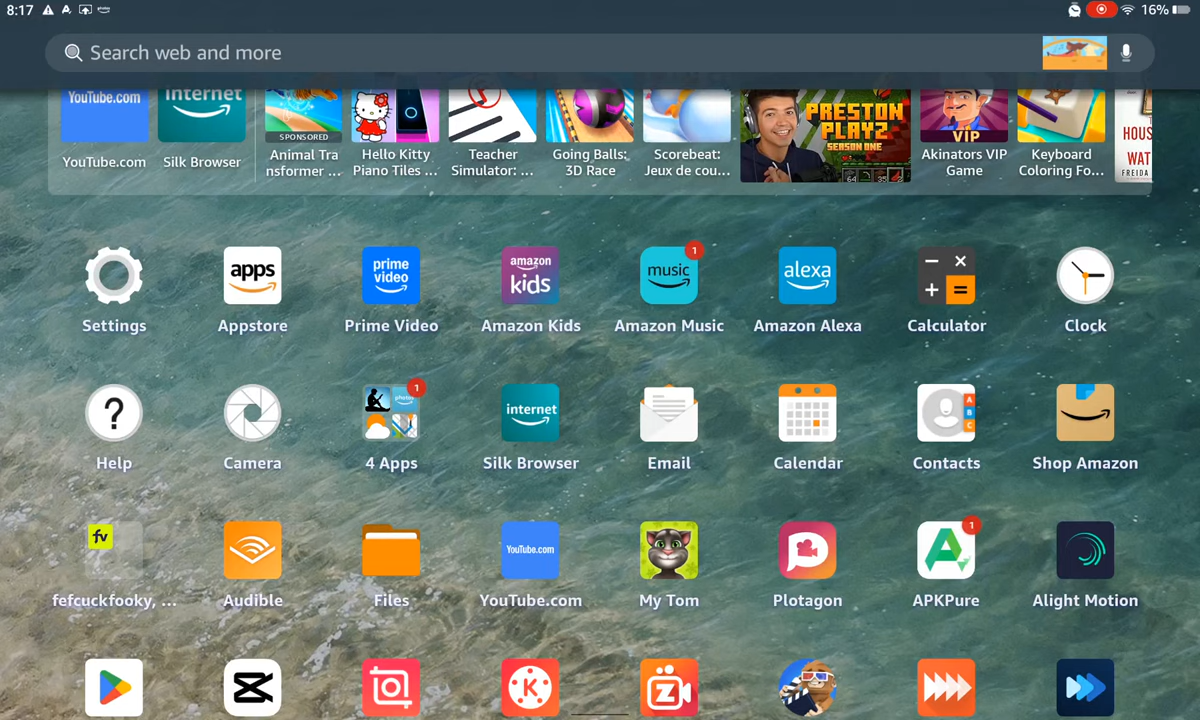 8:17
16%
Search web and more
YouTube.com
internet
SPONSORED
VIP
PRESTON
PLAYZ
SEASON ONE
HOUS
WAT
FREIDA
YouTube.com
Silk Browser
Animal Tra
nsformer ...
Hello Kitty
Piano Tiles ...
Teacher
Simulator: ...
Going Balls:
3D Race
Scorebeat:
Jeux de cou...
Akinators VIP
Game
Keyboard
Coloring Fo...
apps
prime
video
amazon
kids
music
1
alexa
Settings
Appstore
Prime Video
Amazon Kids
Amazon Music
Amazon Alexa
Calculator
Clock
?
photos
1
internet
A
B
C
Help
Camera
4 Apps
Silk Browser
Email
Calendar
Contacts
Shop Amazon
fv
YouTube.com
1
fefcuckfooky, ...
Audible
Files
YouTube.com
My Tom
Plotagon
APKPure
Alight Motion
K
Z